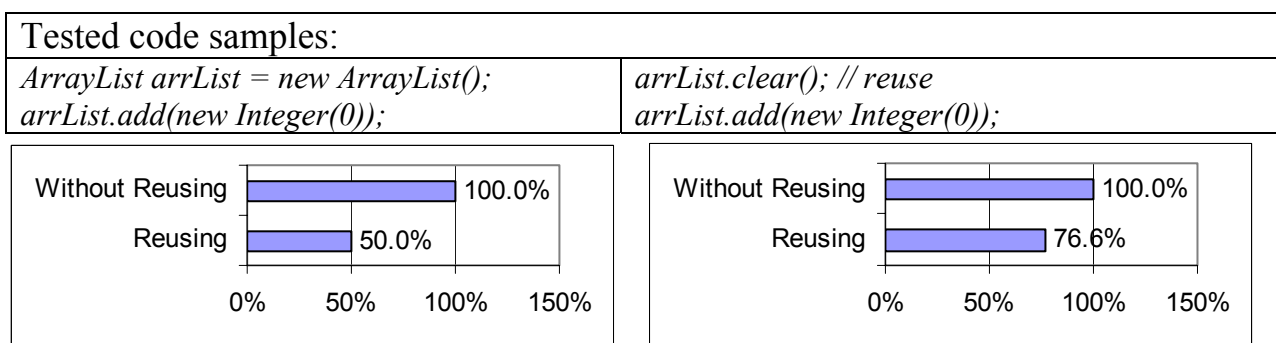 Tested code samples:
ArrayList arrList = new ArrayList();
arrList.add(new Integer(0));
arrList.clear(); // reuse
arrList.add(new Integer(0));
Without Reusing 100.0%
Reusing 50.0%
0% 50% 100% 150%
Without Reusing 100.0%
Reusing 76.6%
0% 50% 100% 150%